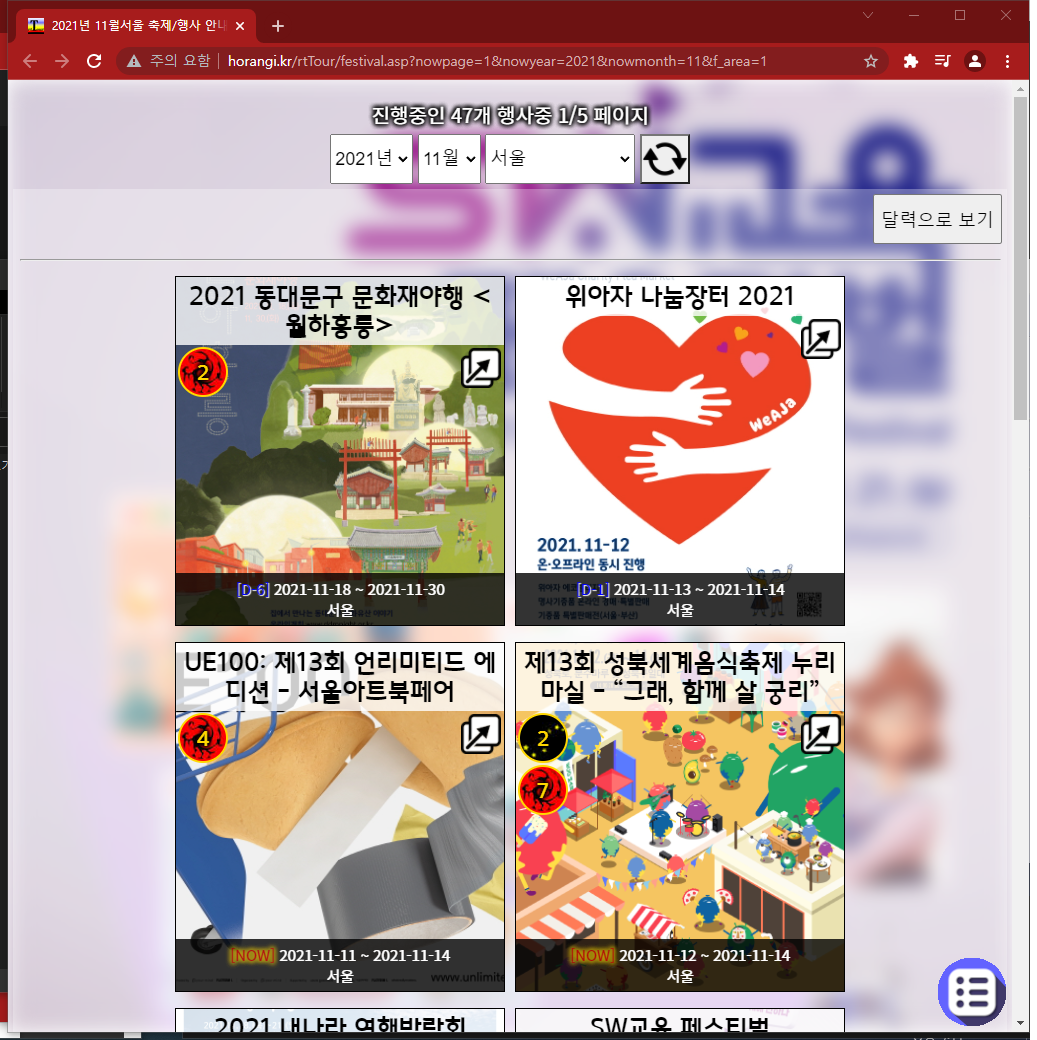 2021년 11월서울 축제/행사 안내
주의 요함
horangi.kr/rtTour/festival.asp?nowpage=1&nowyear=2021&nowmonth=11&f_area=1
진행중인 47개 행사중 1/5 페이지
2021년 11월 서울
달력으로 보기
2021 동대문구 문화재야행 <
월하홍릉>
2
[D-6] 2021-11-18 ~ 2021-11-30
서울
위아자 나눔장터 2021
WeAJa
2021.11-12
온·오프라인 동시 진행
[D-1] 2021-11-13 ~ 2021-11-14
서울
UE100: 제13회 언리미티드 에
디션 - 서울아트북페어
4
[NOW] 2021-11-11 ~ 2021-11-14
서울
www.unlimite
제13회 성북세계음식축제 누리
마실 - “그래, 함께 살 궁리”
2
7
[NOW] 2021-11-12 ~ 2021-11-14
서울
2021 내나라 여행박람회
SW교육 페스티벌